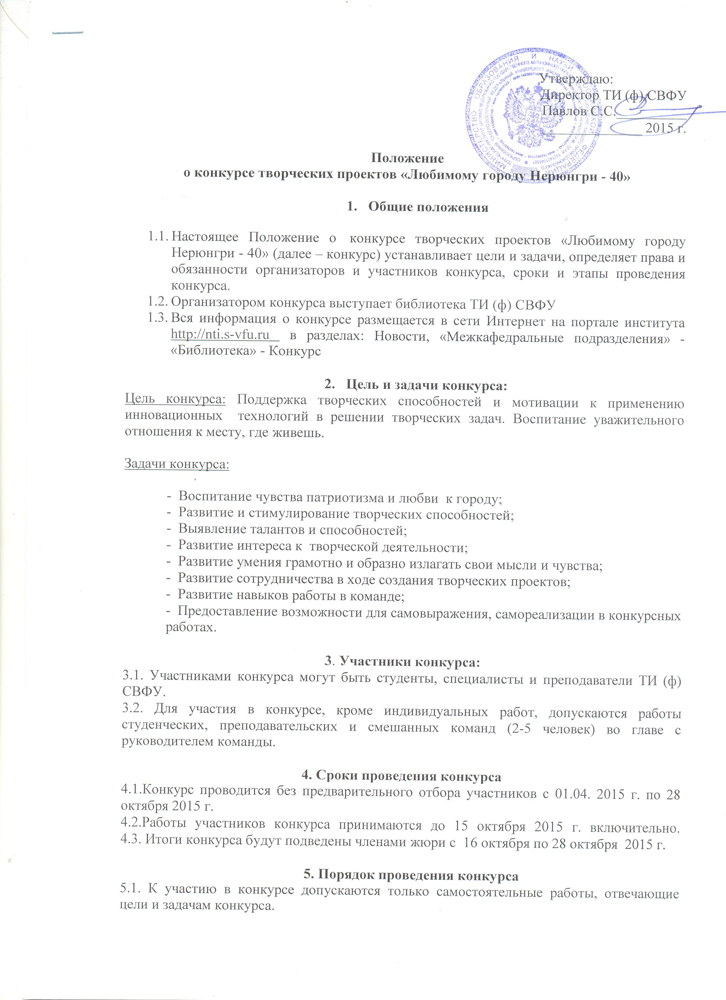 Утверждаю:
Директор ТИ (ф) СВФУ
Павлов С.С.
2015 г.
МИНИСТЕРСТВО ОБРАЗОВАНИЯ И НАУКИ РОССИЙСКОЙ ФЕДЕРАЦИИ
Положение
о конкурсе творческих проектов «Любимому городу Нерюнгри - 40»
1. Общие положения
1.1. Настоящее Положение о конкурсе творческих проектов «Любимому городу
Нерюнгри - 40» (далее – конкурс) устанавливает цели и задачи, определяет права и
обязанности организаторов и участников конкурса, сроки и этапы проведения
конкурса.
1.2. Организатором конкурса выступает библиотека ТИ (ф) СВФУ
1.3. Вся информация о конкурсе размещается в сети Интернет на портале института
http://nti.s-vfu.ru в разделах: Новости, «Межкафедральные подразделения» -
«Библиотека» - Конкурс
2. Цель и задачи конкурса:
Цель конкурса: Поддержка творческих способностей и мотивации к применению
инновационных технологий в решении творческих задач. Воспитание уважительного
отношения к месту, где живешь.
Задачи конкурса:
- Воспитание чувства патриотизма и любви к городу;
- Развитие и стимулирование творческих способностей;
- Выявление талантов и способностей;
- Развитие интереса к творческой деятельности;
- Развитие умения грамотно и образно излагать свои мысли и чувства;
- Развитие сотрудничества в ходе создания творческих проектов;
- Развитие навыков работы в команде;
- Предоставление возможности для самовыражения, самореализации в конкурсных
работах.
3. Участники конкурса:
3.1. Участниками конкурса могут быть студенты, специалисты и преподаватели ТИ (ф)
СВФУ.
3.2. Для участия в конкурсе, кроме индивидуальных работ, допускаются работы
студенческих, преподавательских и смешанных команд (2-5 человек) во главе с
руководителем команды.
4. Сроки проведения конкурса
4.1.Конкурс проводится без предварительного отбора участников с 01.04. 2015 г. по 28
октября 2015 г.
4.2.Работы участников конкурса принимаются до 15 октября 2015 г. включительно.
4.3. Итоги конкурса будут подведены членами жюри с 16 октября по 28 октября 2015 г.
5. Порядок проведения конкурса
5.1. К участию в конкурсе допускаются только самостоятельные работы, отвечающие
цели и задачам конкурса.